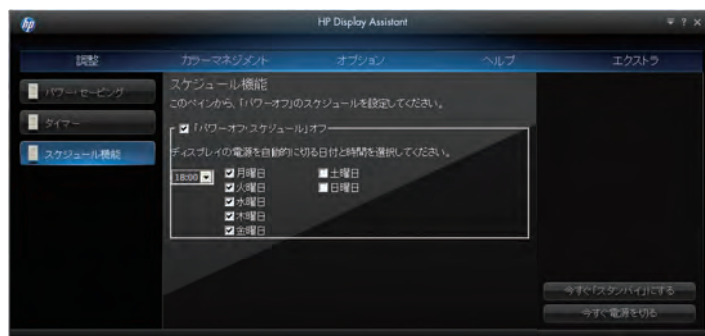 hp
HP Display Assistant
? ×
調整 カラーマネジメント オプション ヘルプ エクストラ
パワー・セービング
タイマー
スケジュール機能
スケジュール機能
このペインから、「パワーオフ」のスケジュールを設定してください。
「パワーオフ・スケジュール」オフ
ディスプレイの電源を自動的に切る日付と時間を選択してください。
18:00
月曜日
火曜日
水曜日
木曜日
金曜日
土曜日
日曜日
今すぐ「スタンバイ」にする
今すぐ電源を切る